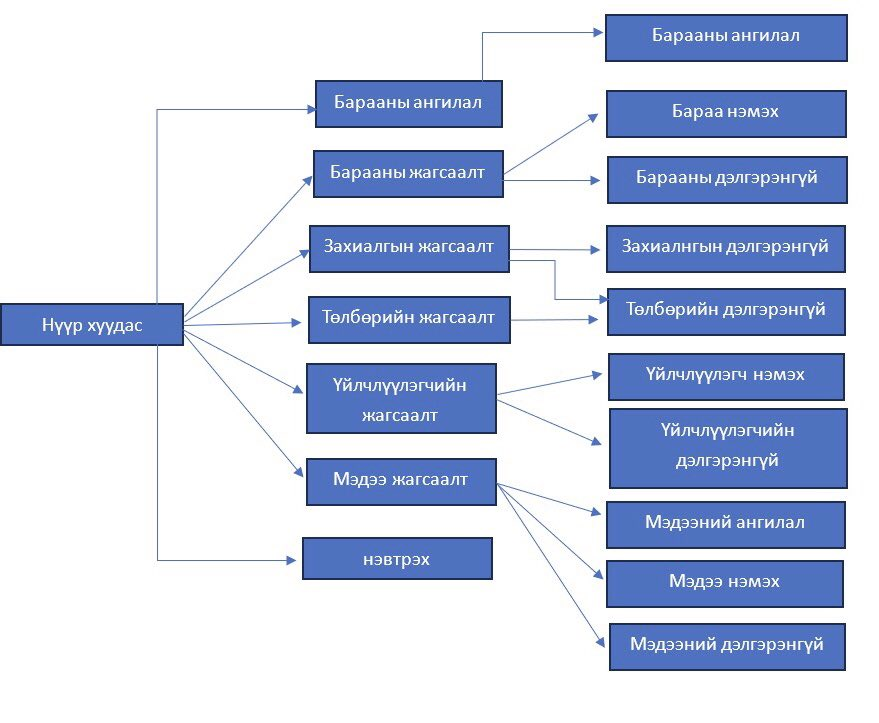 Нүүр хуудас
Барааны ангилал
Барааны жагсаалт
Захиалгын жагсаалт
Төлбөрийн жагсаалт
Үйлчлүүлэгчийн
жагсаалт
Мэдээ жагсаалт
нэвтрэх
Барааны ангилал
Бараа нэмэх
Барааны дэлгэрэнгүй
Захиалнгын дэлгэрэнгүй
Төлбөрийн дэлгэрэнгүй
Үйлчлүүлэгч нэмэх
Үйлчлүүлэгчийн
дэлгэрэнгүй
Мэдээний ангилал
Мэдээ нэмэх
Мэдээний дэлгэрэнгүй